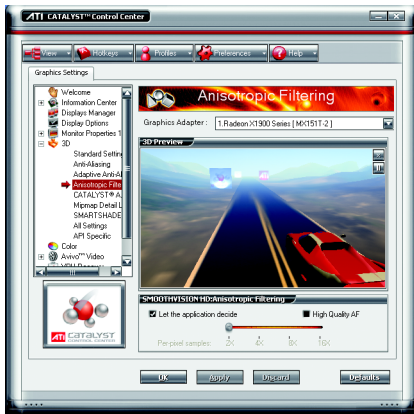 ATI CATALYST™ Control Center
View Hotkeys Profiles Preferences Help
Graphics Settings
Welcome
Information Center
Displays Manager
Display Options
Monitor Properties 1
3D
Standard Setting
Anti-Aliasing
Adaptive Anti-Al
Anisotropic Filte
CATALYST® A.
Mipmap Detail L
SMARTSHADE
All Settings
API Specific
Color
Avivo™ Video
Anisotropic Filtering
Graphics Adapter : 1.Radeon X1900 Series [ MX151T-2 ]
3D Preview
SMOOTHVISION HD:Anisotropic Filtering
Let the application decide High Quality AF
Per-pixel samples: 2X 4X 8X 16X
ATI CATALYST
CONTROL CENTER
OK Apply Discard Defaults